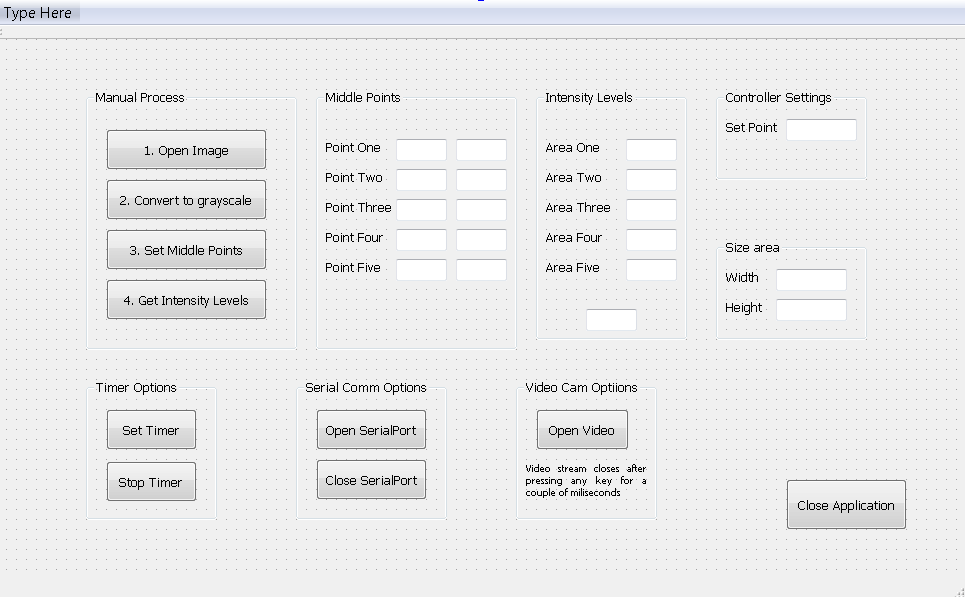 Type Here
Manual Process
1. Open Image
2. Convert to grayscale
3. Set Middle Points
4. Get Intensity Levels
Middle Points
Point One
Point Two
Point Three
Point Four
Point Five
Intensity Levels
Area One
Area Two
Area Three
Area Four
Area Five
Controller Settings
Set Point
Size area
Width
Height
Timer Options
Set Timer
Stop Timer
Serial Comm Options
Open SerialPort
Close SerialPort
Video Cam Optiions
Open Video
Video stream closes after
pressing any key for a
couple of miliseconds
Close Application